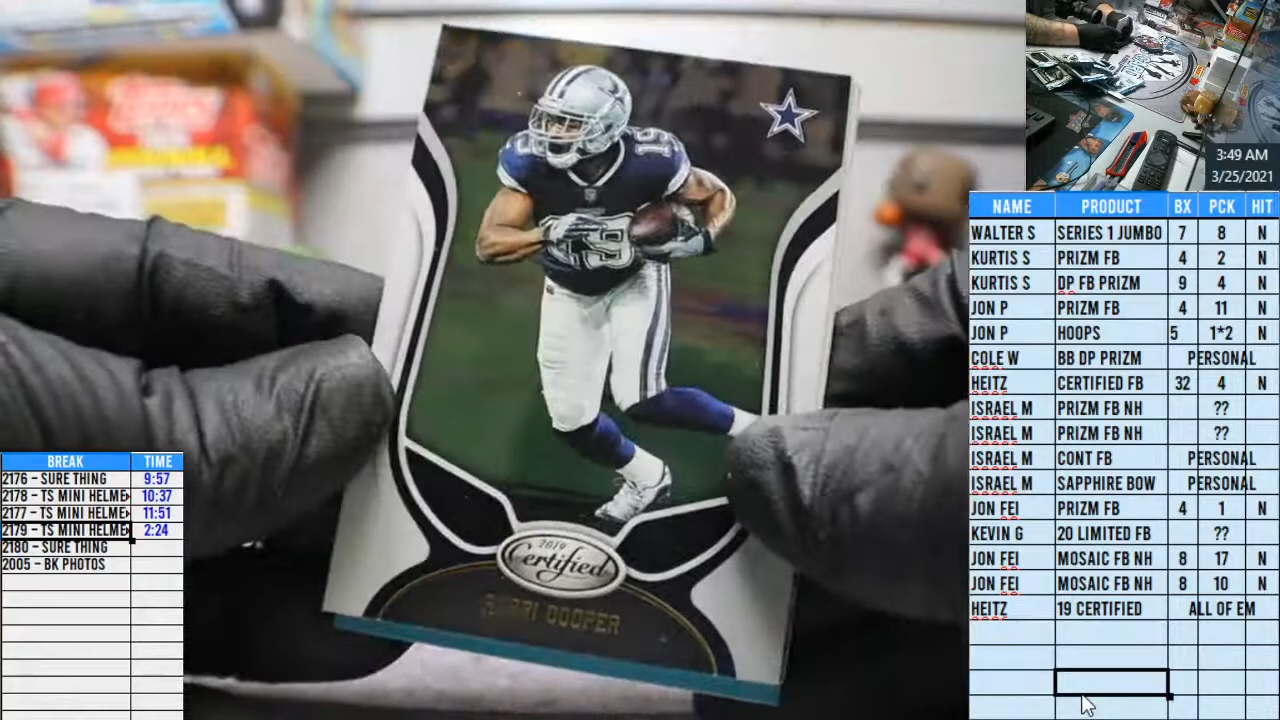 3:49 AM
3/25/2021
NAME PRODUCT BX PCK HIT
WALTER S SERIES 1 JUMBO 7 8 N
KURTIS S PRIZM FB 4 2 N
KURTIS S DP FB PRIZM 9 4 N
JON P PRIZM FB 4 11 N
JON P HOOPS 5 1*2 N
COLE W BB DP PRIZM PERSONAL
HEITZ CERTIFIED FB 32 4 N
ISRAEL M PRIZM FB NH ??
ISRAEL M PRIZM FB NH ??
ISRAEL M CONT FB PERSONAL
ISRAEL M SAPPHIRE BOW PERSONAL
JON FEI PRIZM FB 4 1 N
KEVIN G 20 LIMITED FB ??
JON FEI MOSAIC FB NH 8 17 N
JON FEI MOSAIC FB NH 8 10 N
HEITZ 19 CERTIFIED ALL OF EM
BREAK TIME
2176 - SURE THING 9:57
2178 - TS MINI HELME 10:37
2177 - TS MINI HELME 11:51
2179 - TS MINI HELME 2:24
2180 - SURE THING
2005 - BK PHOTOS
19
19
2019
Certified
COOPER